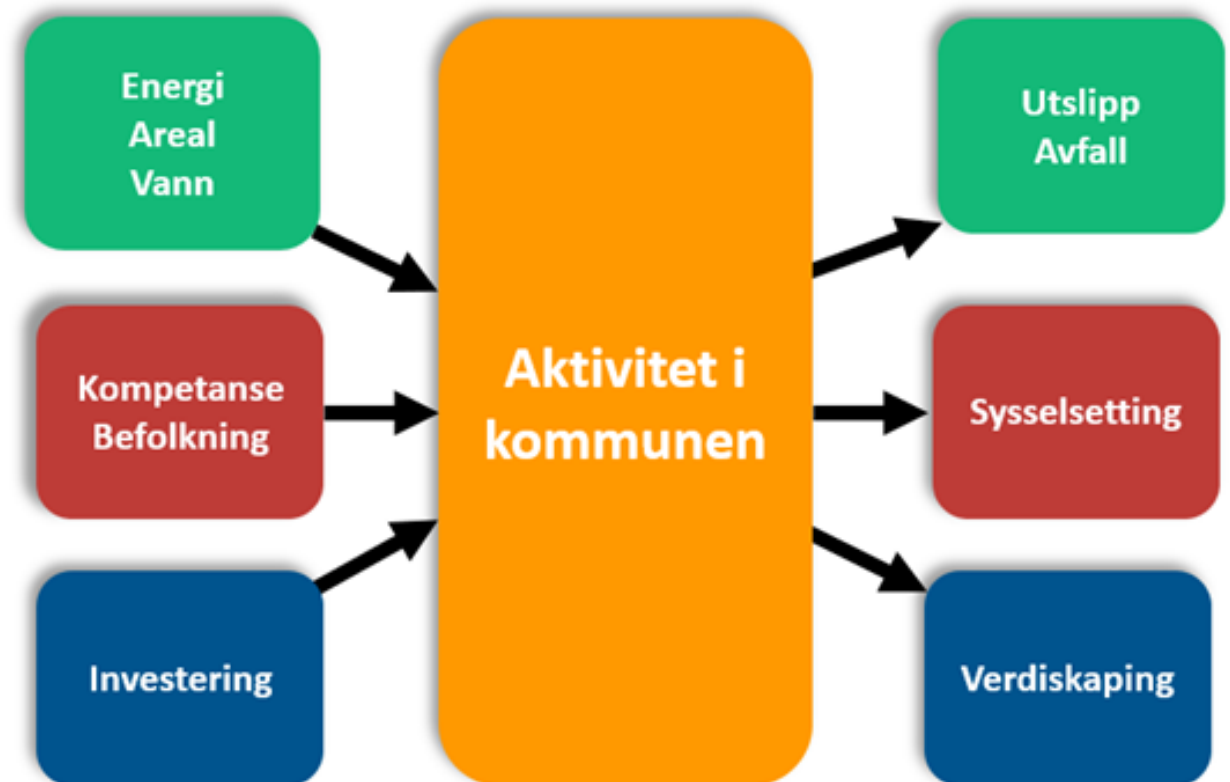 Energi
Areal
Vann
Kompetanse
Befolkning
Investering
Aktivitet i
kommunen
Utslipp
Avfall
Sysselsetting
Verdiskaping